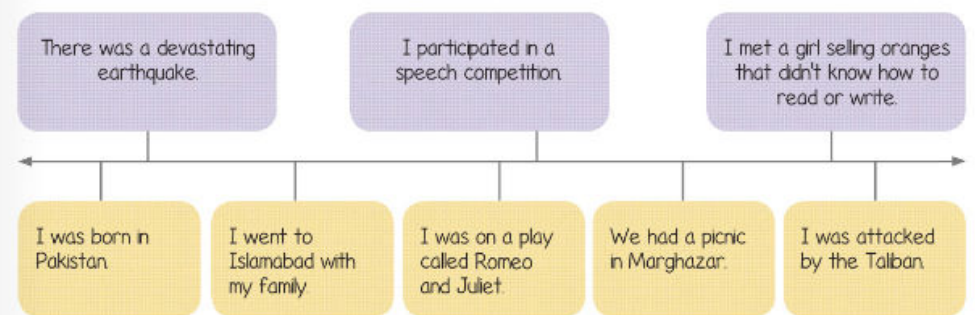 There was a devastating
earthquake.
I participated in a
speech competition.
I met a girl selling oranges
that didn't know how to
read or write.
I was born in
Pakistan.
I went to
Islamabad with
my family.
I was on a play
called Romeo
and Juliet.
We had a picnic
in Marghazar.
I was attacked
by the Taliban.